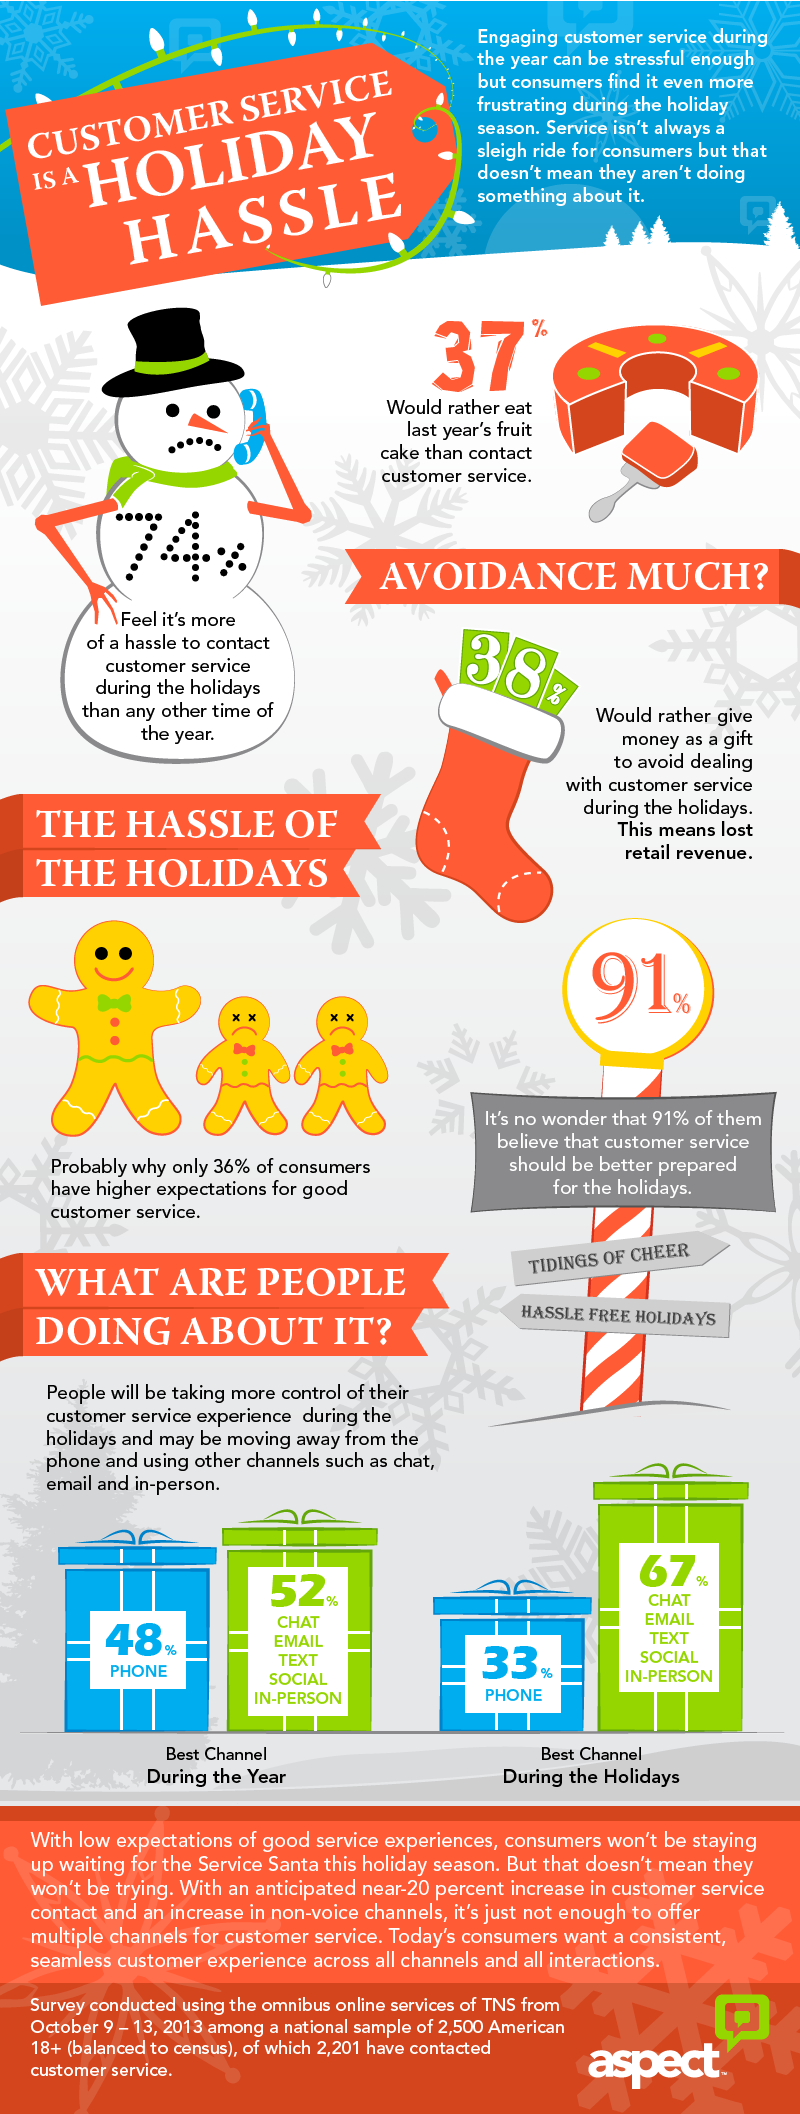 CUSTOMER SERVICE
IS A HOLIDAY
HASSLE
Engaging customer service during
the year can be stressful enough
but consumers find it even more
frustrating during the holiday
season. Service isn't always a
sleigh ride for consumers but that
doesn't mean they aren't doing
something about it.
37%
Would rather eat
last year's fruit
cake than contact
customer service.
74%
Feel it's more
of a hassle to contact
customer service
during the holidays
than any other time of
the year.
AVOIDANCE MUCH?
38%
Would rather give
money as a gift
to avoid dealing
with customer service
during the holidays.
This means lost
retail revenue.
THE HASSLE OF
THE HOLIDAYS
Probably why only 36% of consumers
have higher expectations for good
customer service.
91%
It's no wonder that 91% of them
believe that customer service
should be better prepared
for the holidays.
TIDINGS OF CHEER
HASSLE FREE HOLIDAYS
WHAT ARE PEOPLE
DOING ABOUT IT?
People will be taking more control of their
customer service experience during the
holidays and may be moving away from the
phone and using other channels such as chat,
email and in-person.
48%
PHONE
52%
CHAT
EMAIL
TEXT
SOCIAL
IN-PERSON
Best Channel
During the Year
33%
PHONE
67%
CHAT
EMAIL
TEXT
SOCIAL
IN-PERSON
Best Channel
During the Holidays
With low expectations of good service experiences, consumers won't be staying
up waiting for the Service Santa this holiday season. But that doesn't mean they
won't be trying. With an anticipated near-20 percent increase in customer service
contact and an increase in non-voice channels, it's just not enough to offer
multiple channels for customer service. Today's consumers want a consistent,
seamless customer experience across all channels and all interactions.
Survey conducted using the omnibus online services of TNS from
October 9 – 13, 2013 among a national sample of 2,500 American
18+ (balanced to census), of which 2,201 have contacted
customer service.
aspect™